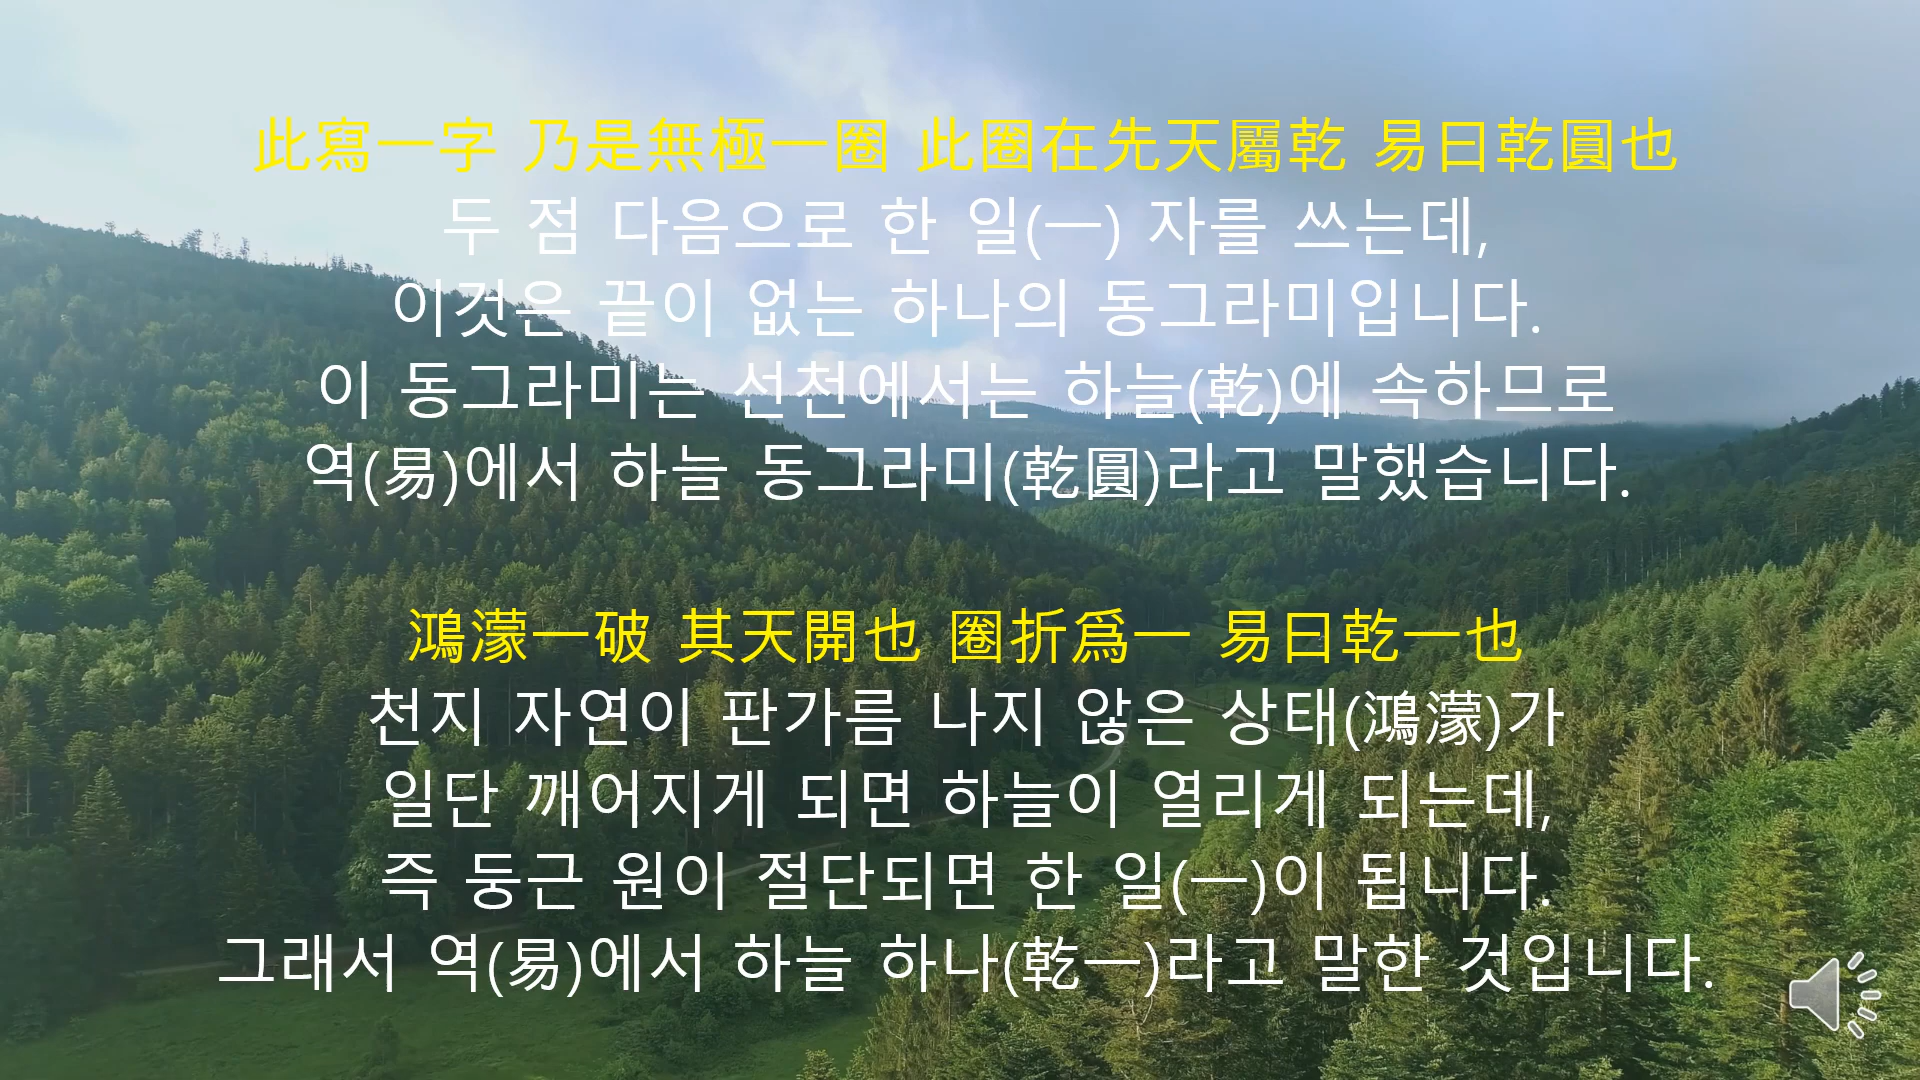 此寫一字 乃是無極一圈 此圈在先天屬乾 易曰乾圓也
두 점 다음으로 한 일(一) 자를 쓰는데,
이것은 끝이 없는 하나의 동그라미입니다.
이 동그라미는 선천에서는 하늘(乾)에 속하므로
역(易)에서 하늘 동그라미(乾圓)라고 말했습니다.
鴻濛一破 其天開也 圈折爲一 易曰乾一也
천지 자연이 판가름 나지 않은 상태(鴻濛)가
일단 깨어지게 되면 하늘이 열리게 되는데,
즉 둥근 원이 절단되면 한 일(一)이 됩니다.
그래서 역(易)에서 하늘 하나(乾一)라고 말한 것입니다.